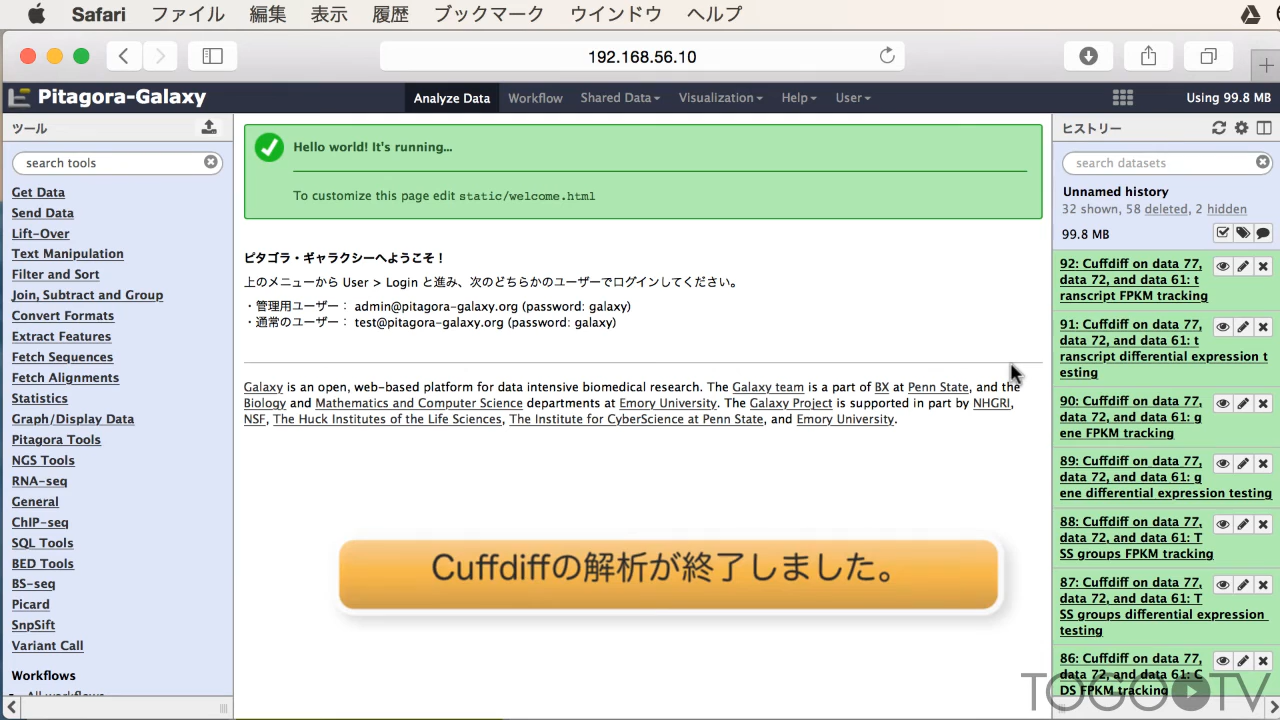 Safari ファイル 編集 表示 履歴 ブックマーク ウインドウ ヘルプ
192.168.56.10
Pitagora-Galaxy
Analyze Data Workflow Shared Data Visualization Help User
Using 99.8 MB
ツール
search tools
Get Data
Send Data
Lift-Over
Text Manipulation
Filter and Sort
Join, Subtract and Group
Convert Formats
Extract Features
Fetch Sequences
Fetch Alignments
Statistics
Graph/Display Data
Pitagora Tools
NGS Tools
RNA-seq
General
ChIP-seq
SQL Tools
BED Tools
BS-seq
Picard
SnpSift
Variant Call
Workflows
All workflows
Hello world! It's running...
To customize this page edit static/welcome.html
ピタゴラ・ギャラクシーへようこそ！
上のメニューから User > Login と進み、次のどちらかのユーザーでログインしてください。
・管理用ユーザー： admin@pitagora-galaxy.org (password: galaxy)
・通常のユーザー： test@pitagora-galaxy.org (password: galaxy)
Galaxy is an open, web-based platform for data intensive biomedical research. The Galaxy team is a part of BX at Penn State, and the
Biology and Mathematics and Computer Science departments at Emory University. The Galaxy Project is supported in part by NHGRI,
NSF, The Huck Institutes of the Life Sciences, The Institute for CyberScience at Penn State, and Emory University.
Cuffdiffの解析が終了しました。
ヒストリー
search datasets
Unnamed history
32 shown, 58 deleted, 2 hidden
99.8 MB
92: Cuffdiff on data 77,
data 72, and data 61: t
ranscript FPKM tracking
91: Cuffdiff on data 77,
data 72, and data 61: t
ranscript differential expression t
esting
90: Cuffdiff on data 77,
data 72, and data 61: g
ene FPKM tracking
89: Cuffdiff on data 77,
data 72, and data 61: g
ene differential expression testing
88: Cuffdiff on data 77,
data 72, and data 61: T
SS groups FPKM tracking
87: Cuffdiff on data 77,
data 72, and data 61: T
SS groups differential expression
testing
86: Cuffdiff on data 77,
data 72, and data 61: C
DS FPKM tracking
TOGO TV